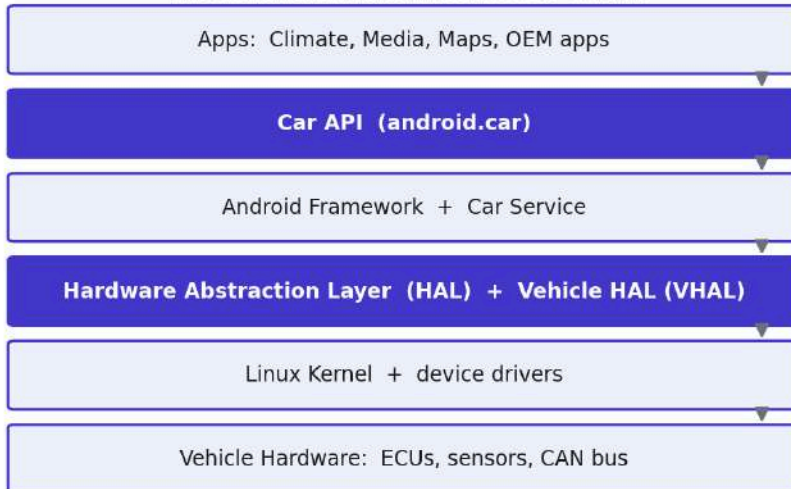 Apps: Climate, Media, Maps, OEM apps
Car API (android.car)
Android Framework + Car Service
Hardware Abstraction Layer (HAL) + Vehicle HAL (VHAL)
Linux Kernel + device drivers
Vehicle Hardware: ECUs, sensors, CAN bus